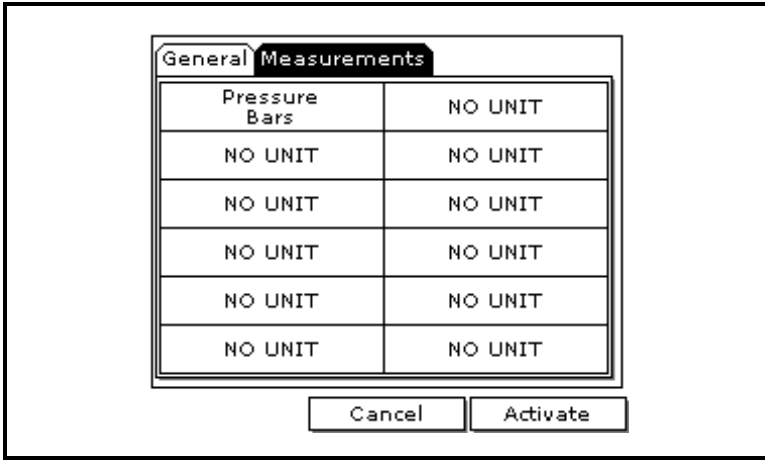 General Measurements
Pressure
Bars
NO UNIT
NO UNIT NO UNIT
NO UNIT NO UNIT
NO UNIT NO UNIT
NO UNIT NO UNIT
NO UNIT NO UNIT
Cancel Activate